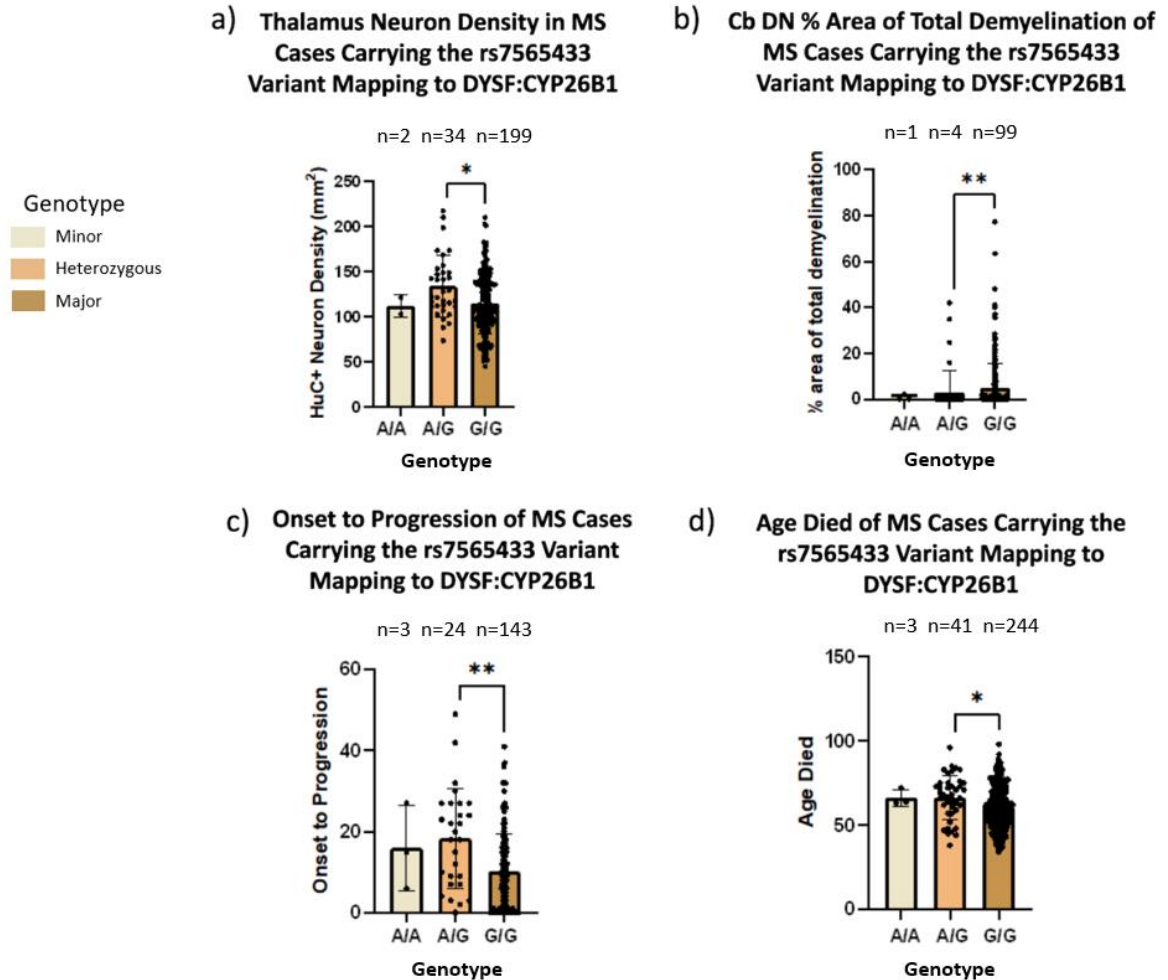 a) Thalamus Neuron Density in MS
Cases Carrying the rs7565433
Variant Mapping to DYSF:CYP26B1
n=2 n=34 n=199
*
HuC+ Neuron Density (mm²)
250
200
150
100
50
0
A/A A/G G/G
Genotype
b) Cb DN % Area of Total Demyelination of
MS Cases Carrying the rs7565433
Variant Mapping to DYSF:CYP26B1
n=1 n=4 n=99
**
% area of total demyelination
100
80
60
40
20
0
A/A A/G G/G
Genotype
Genotype
Minor
Heterozygous
Major
c) Onset to Progression of MS Cases
Carrying the rs7565433 Variant
Mapping to DYSF:CYP26B1
n=3 n=24 n=143
**
Onset to Progression
60
40
20
0
A/A A/G G/G
Genotype
d) Age Died of MS Cases Carrying the
rs7565433 Variant Mapping to
DYSF:CYP26B1
n=3 n=41 n=244
*
Age Died
150
100
50
0
A/A A/G G/G
Genotype